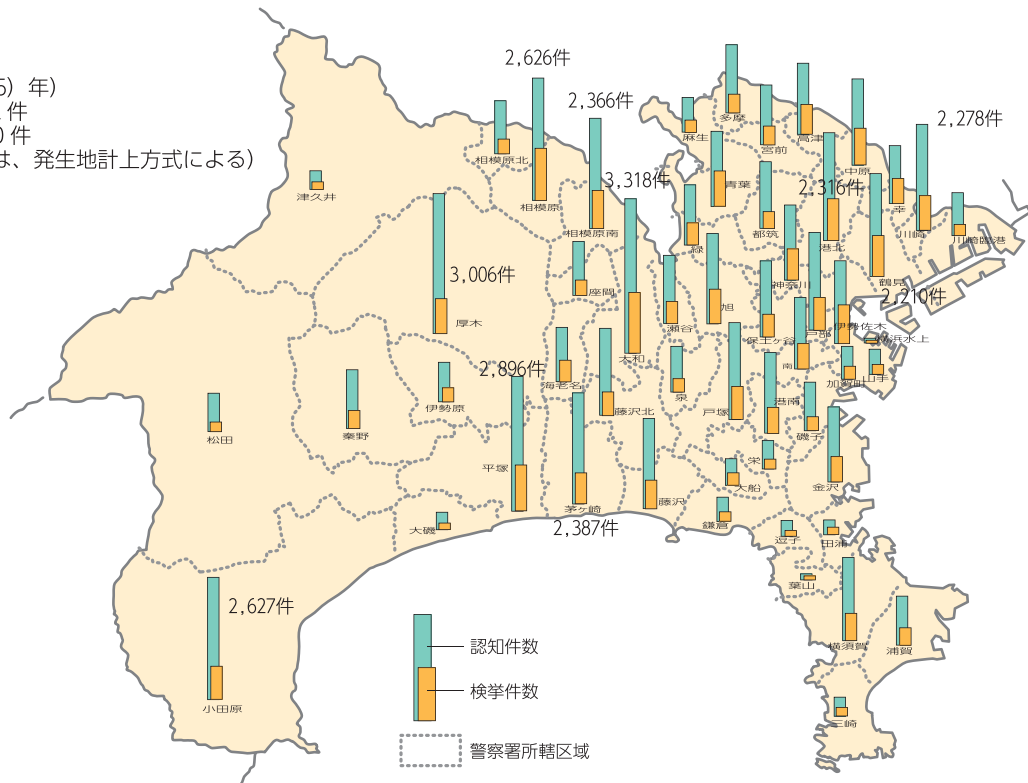 5）年）
件
0 件
は、発生地計上方式による）
2,626件
2,366件
2,278件
3,318件
2,316件
3,006件
2,210件
2,896件
2,387件
2,627件
多摩
麻生
宮前
高津
中原
相模原北
相模原
津久井
相模原南
青葉
都筑
港北
幸
川崎
川崎臨港
緑
鶴見
座間
神奈川
旭
瀬谷
厚木
戸部
伊勢佐木
横浜水上
保土ヶ谷
大和
南
海老名
加賀町
山手
泉
伊勢原
藤沢北
戸塚
港南
磯子
松田
秦野
平塚
栄
大船
金沢
茅ヶ崎
藤沢
大磯
鎌倉
逗子
田浦
葉山
横須賀
浦賀
小田原
三崎
認知件数
検挙件数
警察署所轄区域